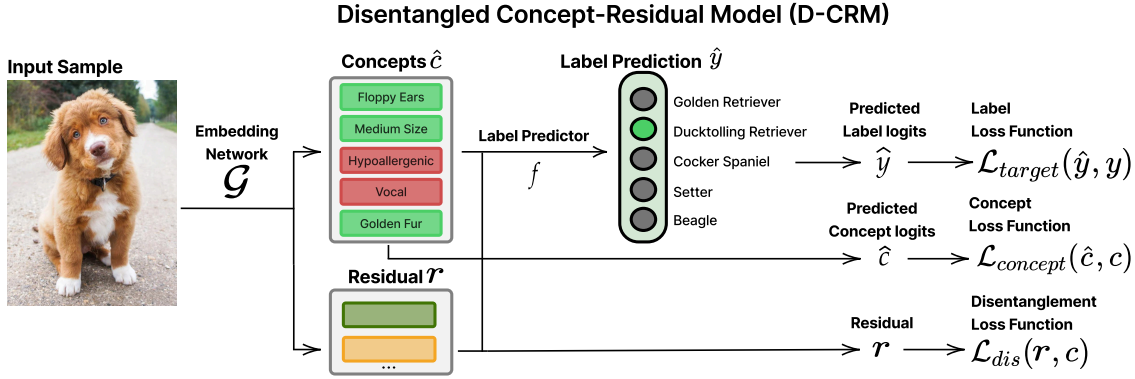 Disentangled Concept-Residual Model (D-CRM)
Input Sample
Embedding
Network
𝒢
Concepts ĉ
Floppy Ears
Medium Size
Hypoallergenic
Vocal
Golden Fur
Residual r
...
Label Predictor
f
Label Prediction ŷ
Golden Retriever
Ducktolling Retriever
Cocker Spaniel
Setter
Beagle
Predicted
Label logits
ŷ
Label
Loss Function
ℒtarget(ŷ, y)
Predicted
Concept logits
ĉ
Concept
Loss Function
ℒconcept(ĉ, c)
Residual
r
Disentanglement
Loss Function
ℒdis(r, c)